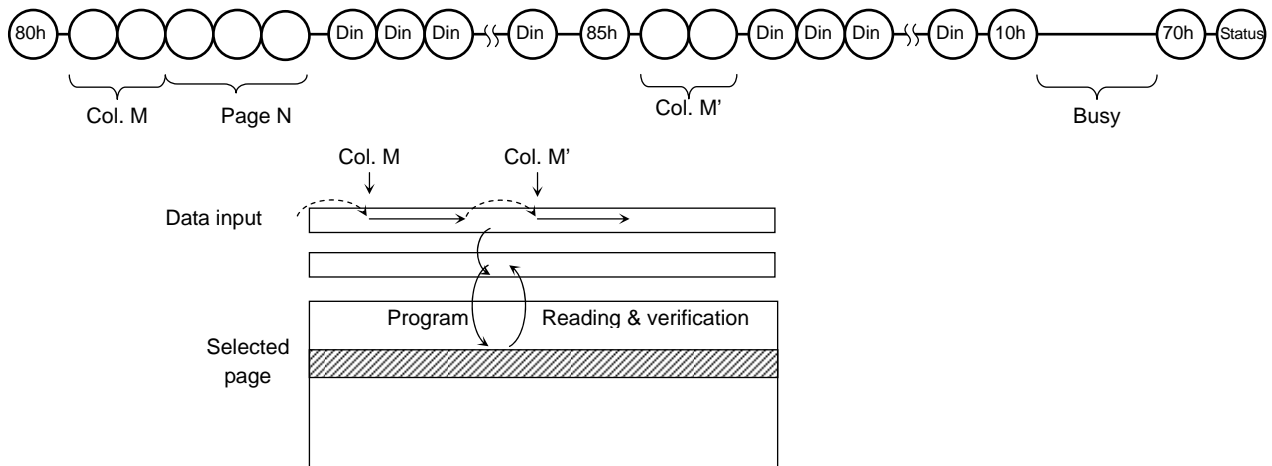 80h Din Din Din Din 85h Din Din Din Din 10h 70h Status
Col. M Page N Col. M’ Busy
Col. M Col. M’
Data input
Program Reading & verification
Selected
page